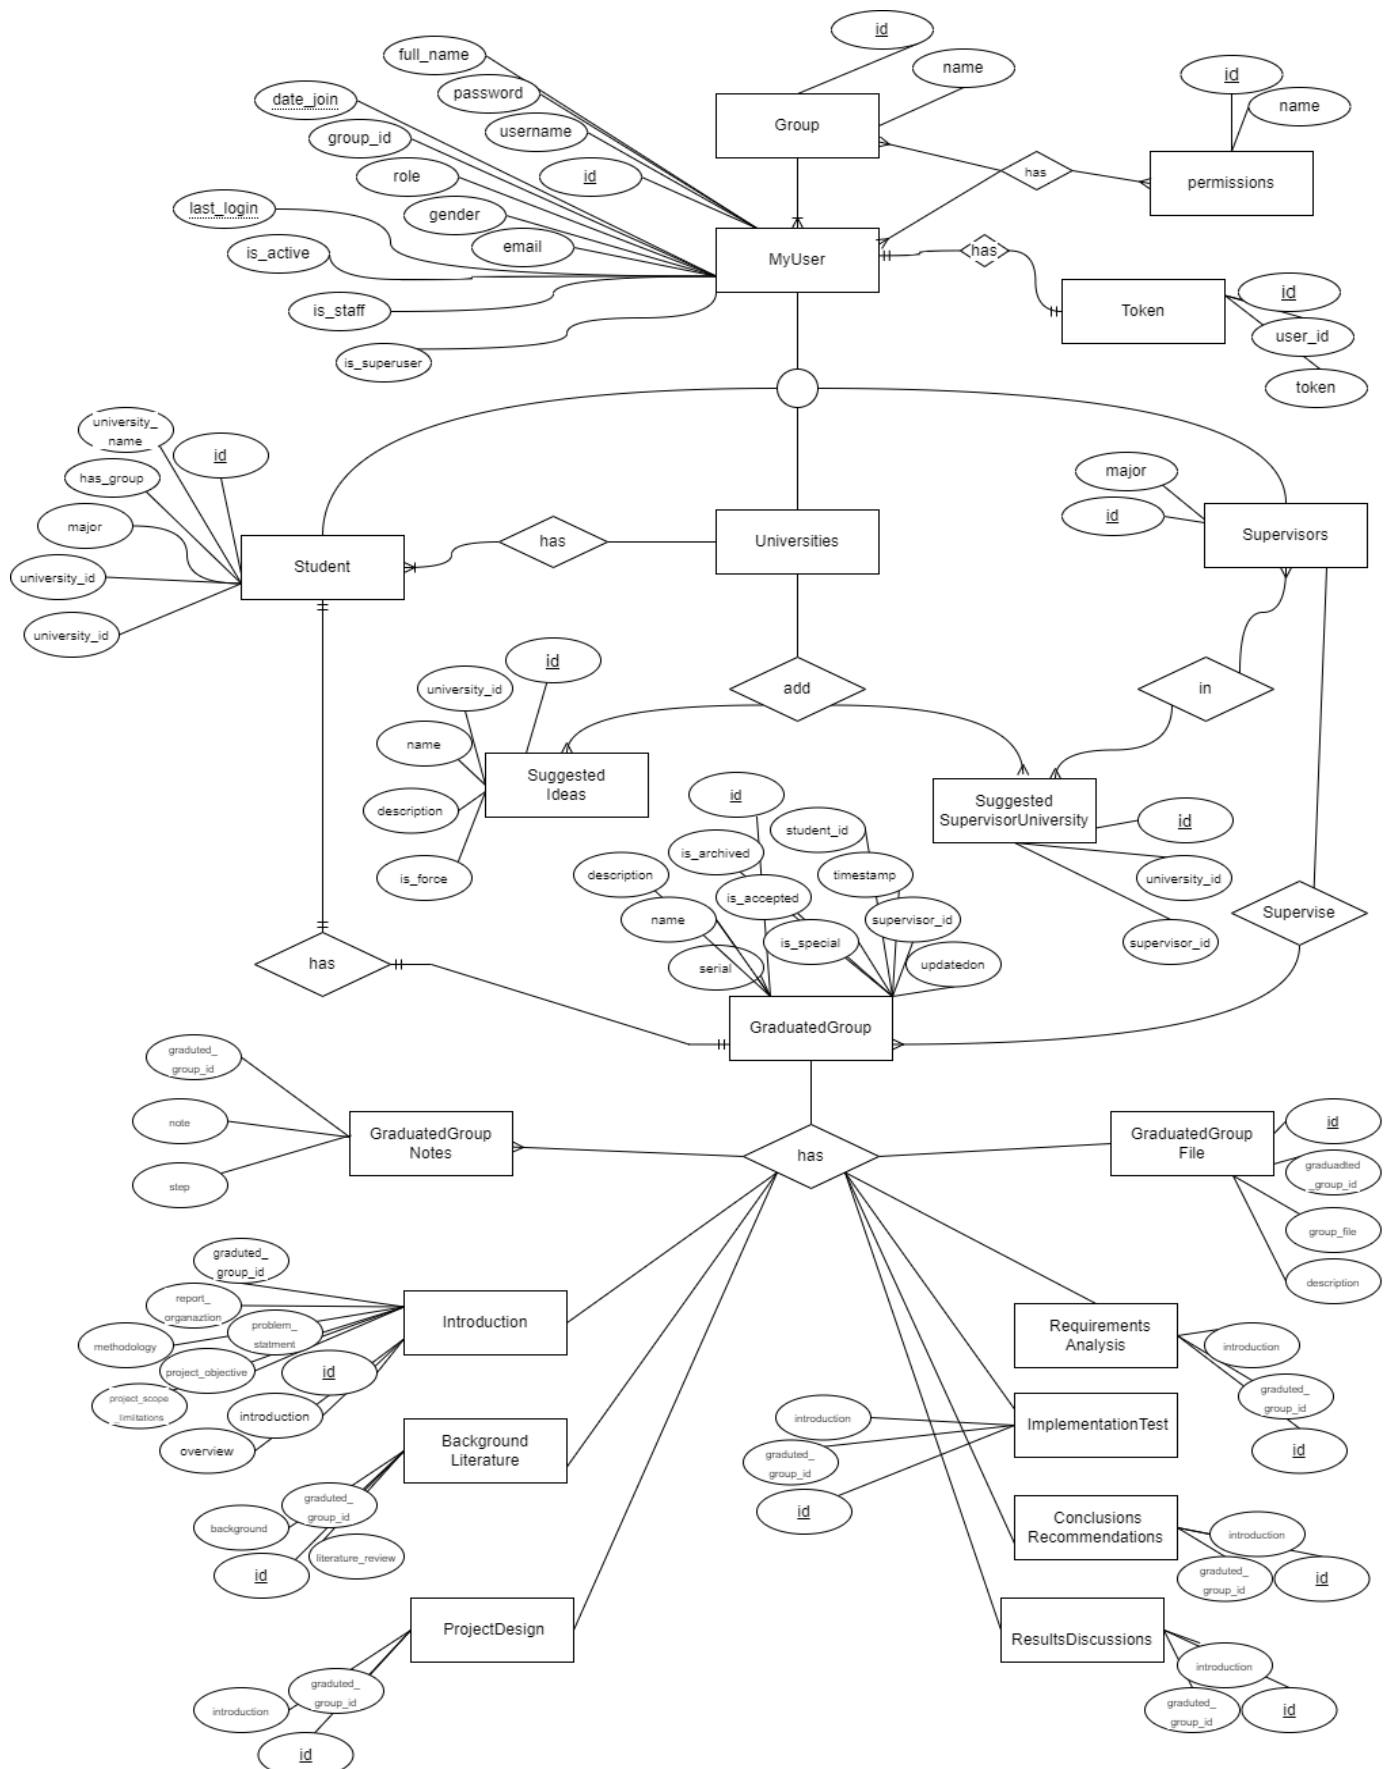 id
full_name
name
password
id
date_join
name
Group
username
group_id
has
role
id
permissions
last_login
gender
email
is_active
has
MyUser
id
is_staff
Token
user_id
is_superuser
token
university_
name
id
has_group
major
major
id
has
Universities
Supervisors
Student
university_id
university_id
id
university_id
add
in
name
Suggested
Ideas
id
Suggested
SupervisorUniversity
description
student_id
id
is_archived
description
timestamp
is_force
is_accepted
university_id
name
supervisor_id
Supervise
is_special
supervisor_id
serial
updatedon
has
GraduatedGroup
graduted_
group_id
note
GraduatedGroup
Notes
has
GraduatedGroup
File
id
graduadted
_group_id
step
group_file
graduted_
group_id
description
report_
organaztion
problem_
statment
methodology
Introduction
Requirements
Analysis
introduction
project_objective
id
project_scope
_limitations
introduction
graduted_
group_id
introduction
overview
Background
Literature
ImplementationTest
graduted_
group_id
id
graduted_
group_id
id
background
literature_review
Conclusions
Recommendations
introduction
id
graduted_
group_id
id
ProjectDesign
ResultsDiscussions
introduction
graduted_
group_id
introduction
graduted_
group_id
id
id